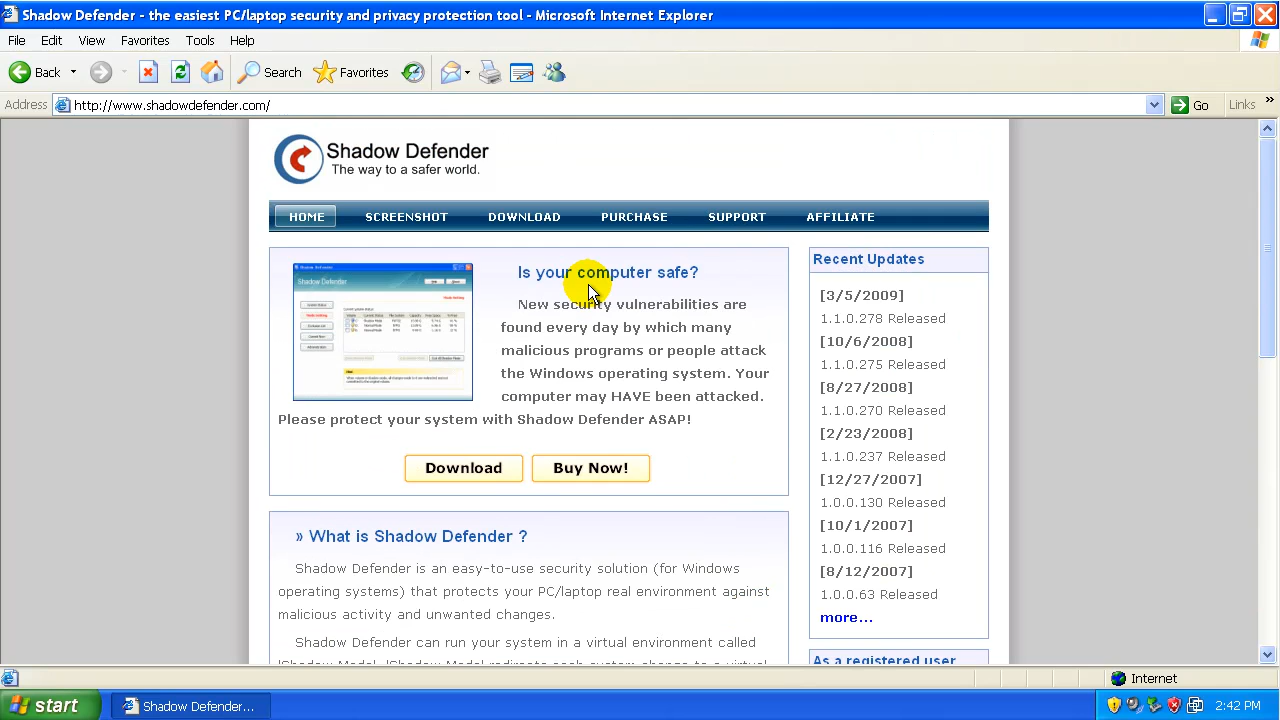 Shadow Defender - the easiest PC/laptop security and privacy protection tool - Microsoft Internet Explorer
File Edit View Favorites Tools Help
Back Search Favorites
Address http://www.shadowdefender.com/ Go Links »
Shadow Defender
The way to a safer world.
HOME SCREENSHOT DOWNLOAD PURCHASE SUPPORT AFFILIATE
Is your computer safe?
New security vulnerabilities are
found every day by which many
malicious programs or people attack
the Windows operating system. Your
computer may HAVE been attacked.
Please protect your system with Shadow Defender ASAP!
Download Buy Now!
» What is Shadow Defender ?
Shadow Defender is an easy-to-use security solution (for Windows
operating systems) that protects your PC/laptop real environment against
malicious activity and unwanted changes.
Shadow Defender can run your system in a virtual environment called
Recent Updates
[3/5/2009]
Released
[10/6/2008]
1.1.0.275 Released
[8/27/2008]
1.1.0.270 Released
[2/23/2008]
1.1.0.237 Released
[12/27/2007]
1.0.0.130 Released
[10/1/2007]
1.0.0.116 Released
[8/12/2007]
1.0.0.63 Released
more...
As a registered user
Internet
start Shadow Defender... 2:42 PM